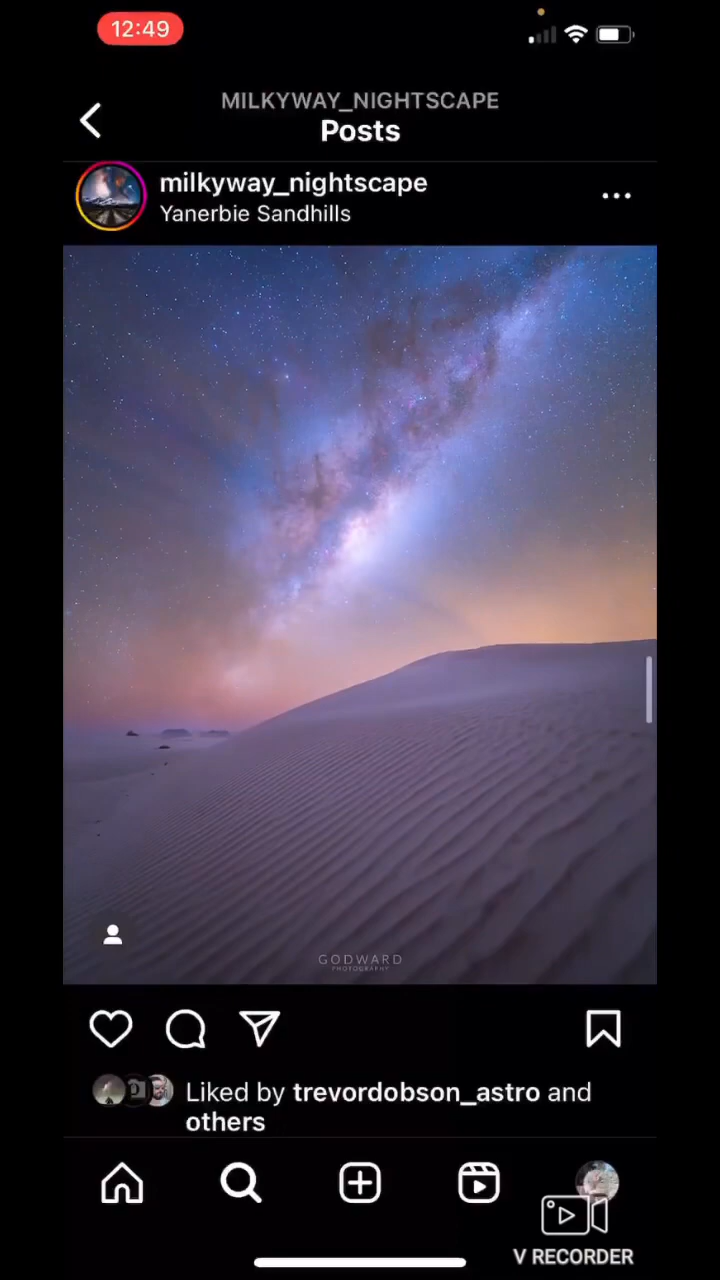 12:49
MILKYWAY_NIGHTSCAPE
Posts
milkyway_nightscape
Yanerbie Sandhills
GODWARD
PHOTOGRAPHY
Liked by trevordobson_astro and
others
V RECORDER